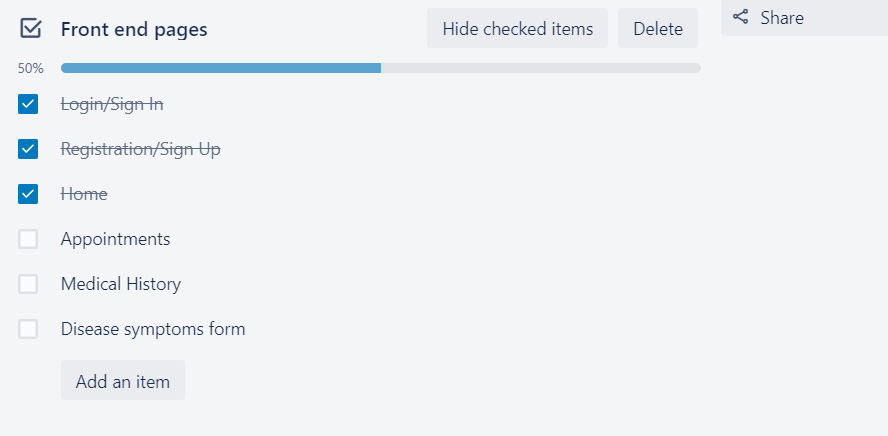 Front end pages
Hide checked items
Delete
Share
50%
Login/Sign In
Registration/Sign Up
Home
Appointments
Medical History
Disease symptoms form
Add an item